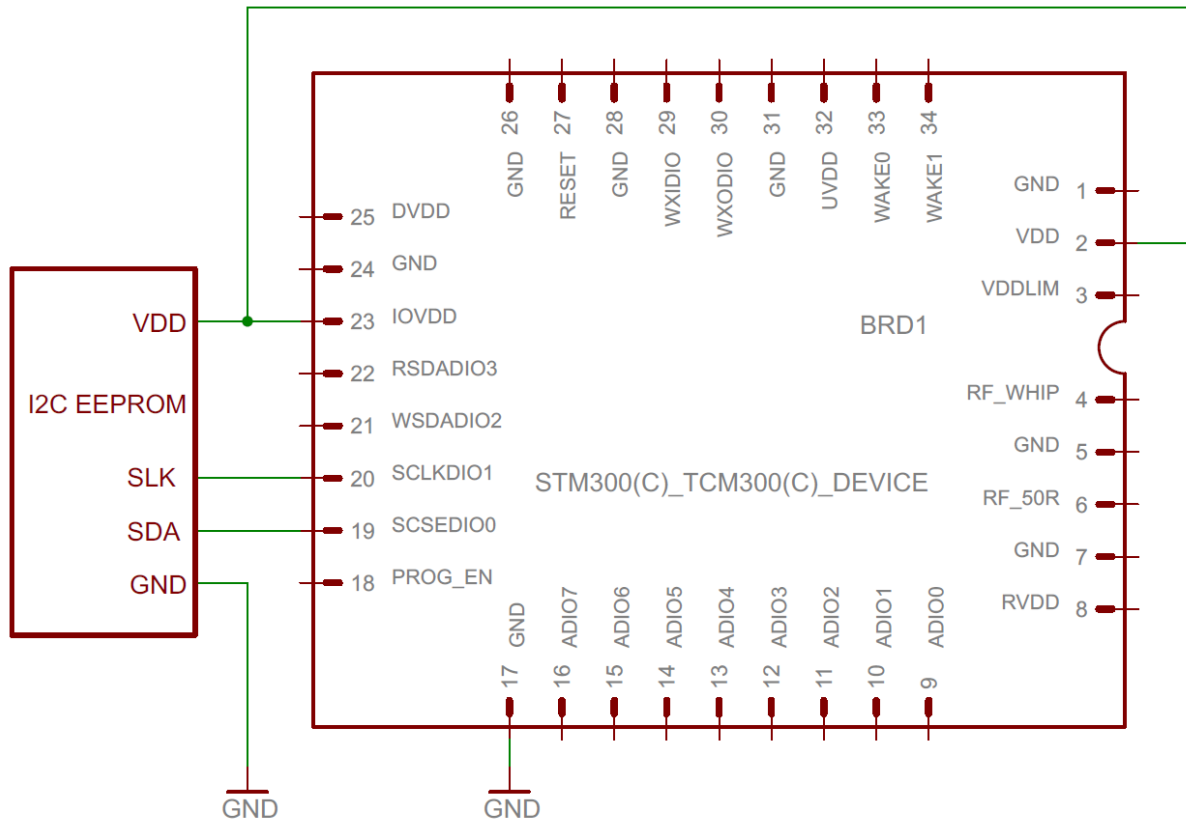 26 GND
27 RESET
28 GND
29 WXIDIO
30 WXODIO
31 GND
32 UVDD
33 WAKE0
34 WAKE1
25 DVDD
24 GND
23 IOVDD
22 RSDADIO3
21 WSDADIO2
20 SCLKDIO1
19 SCSEDIO0
18 PROG_EN
VDD
I2C EEPROM
SLK
SDA
GND
BRD1
STM300(C)_TCM300(C)_DEVICE
GND 1
VDD 2
VDDLIM 3
RF_WHIP 4
GND 5
RF_50R 6
GND 7
RVDD 8
GND 17
ADIO7 16
ADIO6 15
ADIO5 14
ADIO4 13
ADIO3 12
ADIO2 11
ADIO1 10
ADIO0 9
GND
GND